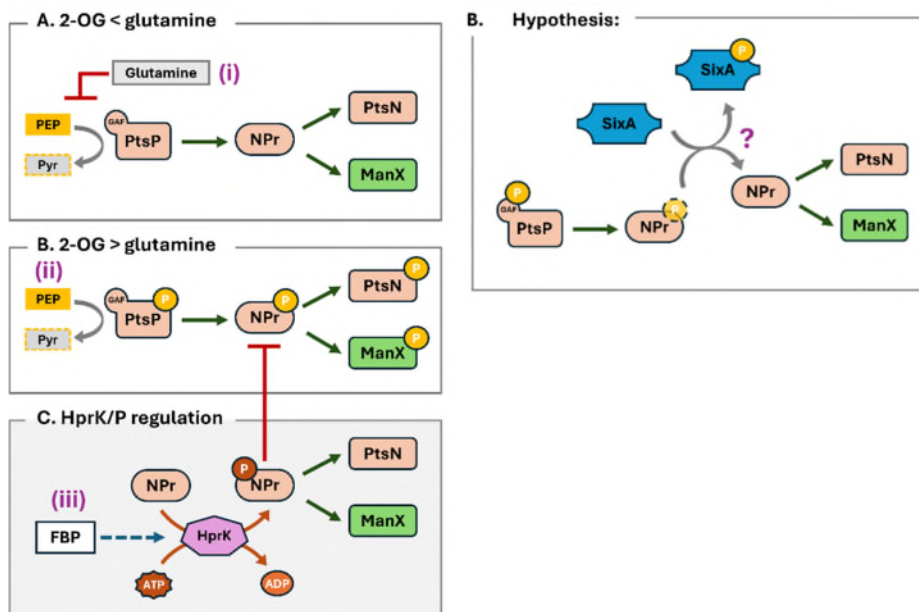 A. 2-OG < glutamine
Glutamine (i)
PEP
GAF
PtsP
NPr
PtsN
Pyr
ManX
B. 2-OG > glutamine
(ii)
PEP
GAF
P
PtsP
P
NPr
P
PtsN
Pyr
P
ManX
C. HprK/P regulation
NPr
P
NPr
PtsN
(iii)
FBP
HprK
ManX
ATP
ADP
B. Hypothesis:
P
SixA
SixA
?
P
GAF
PtsP
P
NPr
NPr
PtsN
ManX